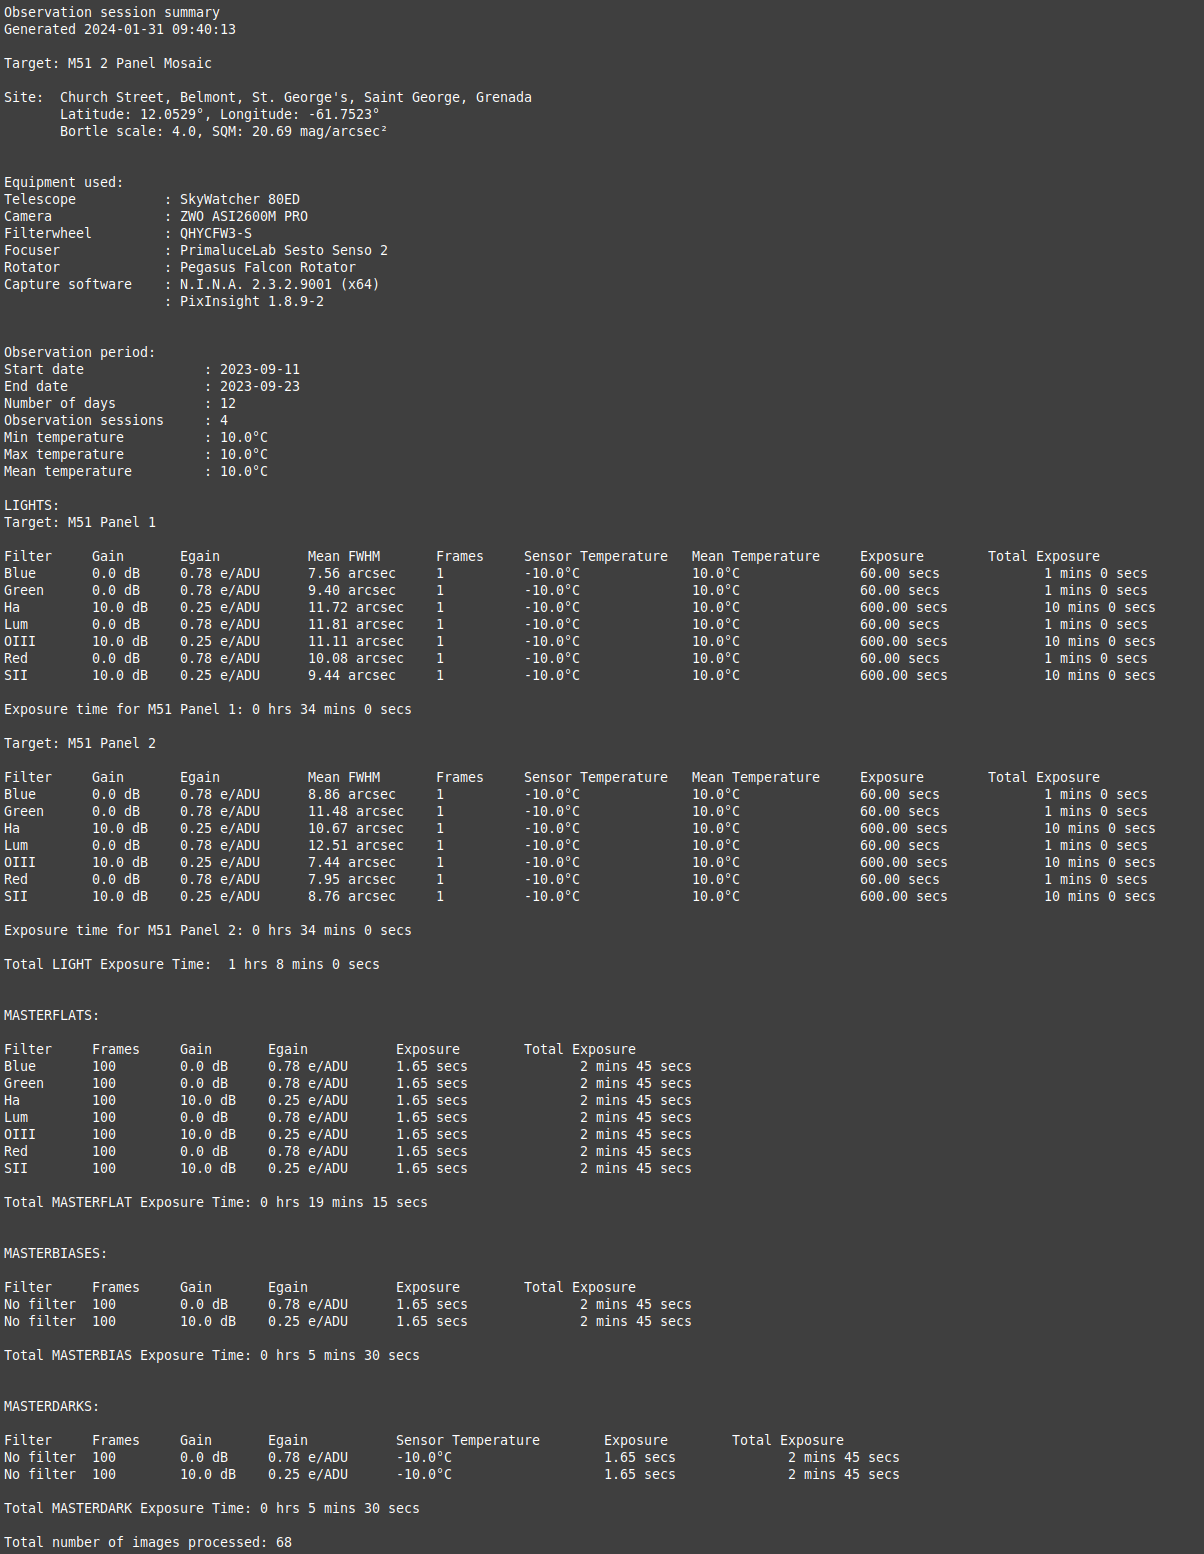 Observation session summary
Generated 2024-01-31 09:40:13
Target: M51 2 Panel Mosaic
Site:  Church Street, Belmont, St. George's, Saint George, Grenada
Latitude: 12.0529°, Longitude: -61.7523°
Bortle scale: 4.0, SQM: 20.69 mag/arcsec²
Equipment used:
Telescope           : SkyWatcher 80ED
Camera              : ZWO ASI2600M PRO
Filterwheel         : QHYCFW3-S
Focuser             : PrimaluceLab Sesto Senso 2
Rotator             : Pegasus Falcon Rotator
Capture software    : N.I.N.A. 2.3.2.9001 (x64)
                    : PixInsight 1.8.9-2
Observation period:
Start date               : 2023-09-11
End date                 : 2023-09-23
Number of days           : 12
Observation sessions     : 4
Min temperature          : 10.0°C
Max temperature          : 10.0°C
Mean temperature         : 10.0°C
LIGHTS:
Target: M51 Panel 1
Filter     Gain       Egain           Mean FWHM       Frames     Sensor Temperature   Mean Temperature     Exposure        Total Exposure
Blue       0.0 dB     0.78 e/ADU      7.56 arcsec     1          -10.0°C              10.0°C               60.00 secs             1 mins 0 secs
Green      0.0 dB     0.78 e/ADU      9.40 arcsec     1          -10.0°C              10.0°C               60.00 secs             1 mins 0 secs
Ha         10.0 dB    0.25 e/ADU      11.72 arcsec    1          -10.0°C              10.0°C               600.00 secs            10 mins 0 secs
Lum        0.0 dB     0.78 e/ADU      11.81 arcsec    1          -10.0°C              10.0°C               60.00 secs             1 mins 0 secs
OIII       10.0 dB    0.25 e/ADU      11.11 arcsec    1          -10.0°C              10.0°C               600.00 secs            10 mins 0 secs
Red        0.0 dB     0.78 e/ADU      10.08 arcsec    1          -10.0°C              10.0°C               60.00 secs             1 mins 0 secs
SII        10.0 dB    0.25 e/ADU      9.44 arcsec     1          -10.0°C              10.0°C               600.00 secs            10 mins 0 secs
Exposure time for M51 Panel 1: 0 hrs 34 mins 0 secs
Target: M51 Panel 2
Filter     Gain       Egain           Mean FWHM       Frames     Sensor Temperature   Mean Temperature     Exposure        Total Exposure
Blue       0.0 dB     0.78 e/ADU      8.86 arcsec     1          -10.0°C              10.0°C               60.00 secs             1 mins 0 secs
Green      0.0 dB     0.78 e/ADU      11.48 arcsec    1          -10.0°C              10.0°C               60.00 secs             1 mins 0 secs
Ha         10.0 dB    0.25 e/ADU      10.67 arcsec    1          -10.0°C              10.0°C               600.00 secs            10 mins 0 secs
Lum        0.0 dB     0.78 e/ADU      12.51 arcsec    1          -10.0°C              10.0°C               60.00 secs             1 mins 0 secs
OIII       10.0 dB    0.25 e/ADU      7.44 arcsec     1          -10.0°C              10.0°C               600.00 secs            10 mins 0 secs
Red        0.0 dB     0.78 e/ADU      7.95 arcsec     1          -10.0°C              10.0°C               60.00 secs             1 mins 0 secs
SII        10.0 dB    0.25 e/ADU      8.76 arcsec     1          -10.0°C              10.0°C               600.00 secs            10 mins 0 secs
Exposure time for M51 Panel 2: 0 hrs 34 mins 0 secs
Total LIGHT Exposure Time:  1 hrs 8 mins 0 secs
MASTERFLATS:
Filter     Frames     Gain       Egain           Exposure        Total Exposure
Blue       100        0.0 dB     0.78 e/ADU      1.65 secs              2 mins 45 secs
Green      100        0.0 dB     0.78 e/ADU      1.65 secs              2 mins 45 secs
Ha         100        10.0 dB    0.25 e/ADU      1.65 secs              2 mins 45 secs
Lum        100        0.0 dB     0.78 e/ADU      1.65 secs              2 mins 45 secs
OIII       100        10.0 dB    0.25 e/ADU      1.65 secs              2 mins 45 secs
Red        100        0.0 dB     0.78 e/ADU      1.65 secs              2 mins 45 secs
SII        100        10.0 dB    0.25 e/ADU      1.65 secs              2 mins 45 secs
Total MASTERFLAT Exposure Time: 0 hrs 19 mins 15 secs
MASTERBIASES:
Filter     Frames     Gain       Egain           Exposure        Total Exposure
No filter  100        0.0 dB     0.78 e/ADU      1.65 secs              2 mins 45 secs
No filter  100        10.0 dB    0.25 e/ADU      1.65 secs              2 mins 45 secs
Total MASTERBIAS Exposure Time: 0 hrs 5 mins 30 secs
MASTERDARKS:
Filter     Frames     Gain       Egain           Sensor Temperature        Exposure        Total Exposure
No filter  100        0.0 dB     0.78 e/ADU      -10.0°C                   1.65 secs              2 mins 45 secs
No filter  100        10.0 dB    0.25 e/ADU      -10.0°C                   1.65 secs              2 mins 45 secs
Total MASTERDARK Exposure Time: 0 hrs 5 mins 30 secs
Total number of images processed: 68